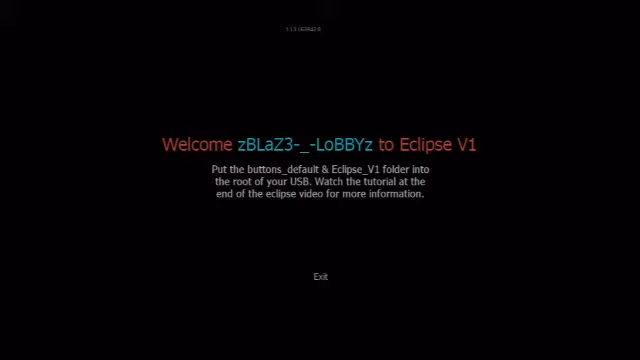 Welcome zBLaZ3-_-LoBBYz to Eclipse V1
Put the buttons_default & Eclipse_V1 folder into
the root of your USB. Watch the tutorial at the
end of the eclipse video for more information.
Exit